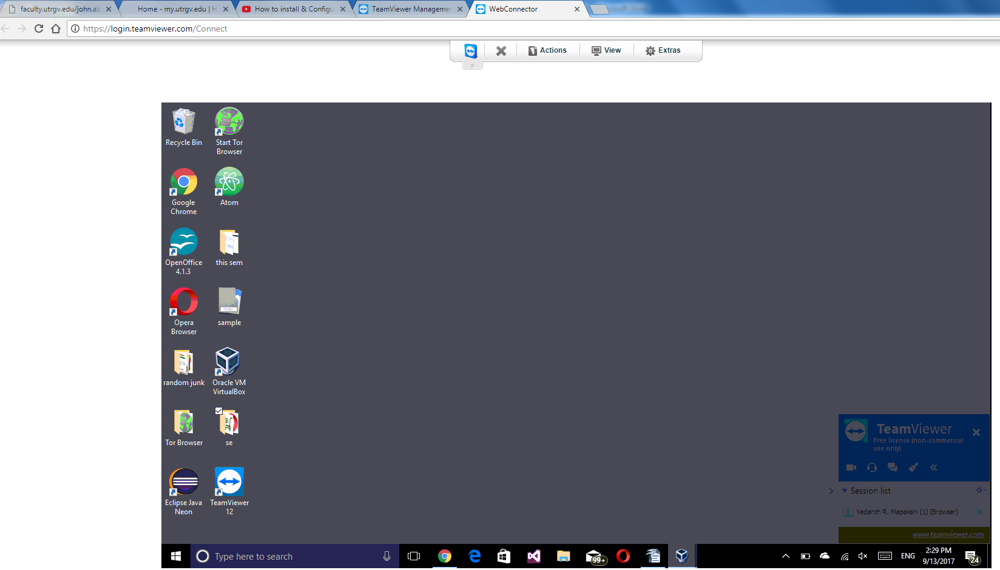 faculty.utrgv.edu/john.ab
Home - my.utrgv.edu | H
How to install & Configu
TeamViewer Managemen
WebConnector
https://login.teamviewer.com/Connect
Actions
View
Extras
Recycle Bin
Start Tor
Browser
Google
Chrome
Atom
OpenOffice
4.1.3
this sem
Opera
Browser
sample
random junk
Oracle VM
VirtualBox
Tor Browser
se
Eclipse Java
Neon
TeamViewer
12
TeamViewer
Free license (non-commercial
use only)
Session list
Vedanth R. Mapakshi (1) (Browser)
www.teamviewer.com
Type here to search
99+
ENG
2:29 PM
9/13/2017
24